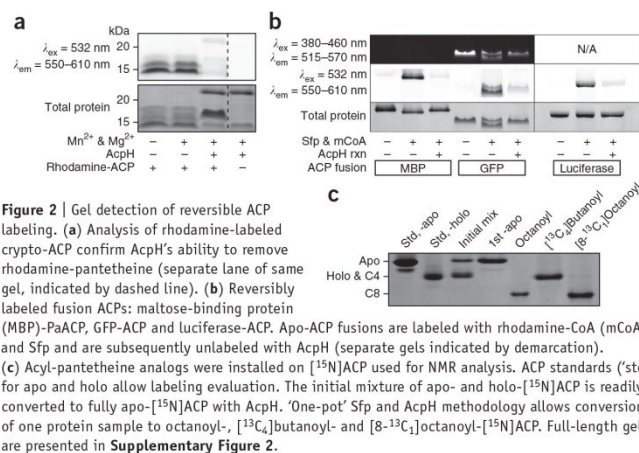 a
kDa
λex = 532 nm
λem = 550–610 nm
20
15
Total protein
20
15
Mn2+ & Mg2+ – + + +
AcpH – – + +
Rhodamine-ACP + + + –
b
λex = 380–460 nm
λem = 515–570 nm
N/A
λex = 532 nm
λem = 550–610 nm
Total protein
Sfp & mCoA – + + – + + – + +
AcpH rxn – – + – – + – – +
ACP fusion MBP GFP Luciferase
c
Std, -apo
Std, -holo
Initial mix
1st -apo
Octanoyl
[13C4]Butanoyl
[8-13C1]Octanoyl
Apo
Holo & C4
C8
Figure 2 | Gel detection of reversible ACP
labeling. (a) Analysis of rhodamine-labeled
crypto-ACP confirm AcpH's ability to remove
rhodamine-pantetheine (separate lane of same
gel, indicated by dashed line). (b) Reversibly
labeled fusion ACPs: maltose-binding protein
(MBP)-PaACP, GFP-ACP and luciferase-ACP. Apo-ACP fusions are labeled with rhodamine-CoA (mCoA
and Sfp and are subsequently unlabeled with AcpH (separate gels indicated by demarcation).
(c) Acyl-pantetheine analogs were installed on [15N]ACP used for NMR analysis. ACP standards ('std
for apo and holo allow labeling evaluation. The initial mixture of apo- and holo-[15N]ACP is readily
converted to fully apo-[15N]ACP with AcpH. 'One-pot' Sfp and AcpH methodology allows conversion
of one protein sample to octanoyl-, [13C4]butanoyl- and [8-13C1]octanoyl-[15N]ACP. Full-length gel
are presented in Supplementary Figure 2.